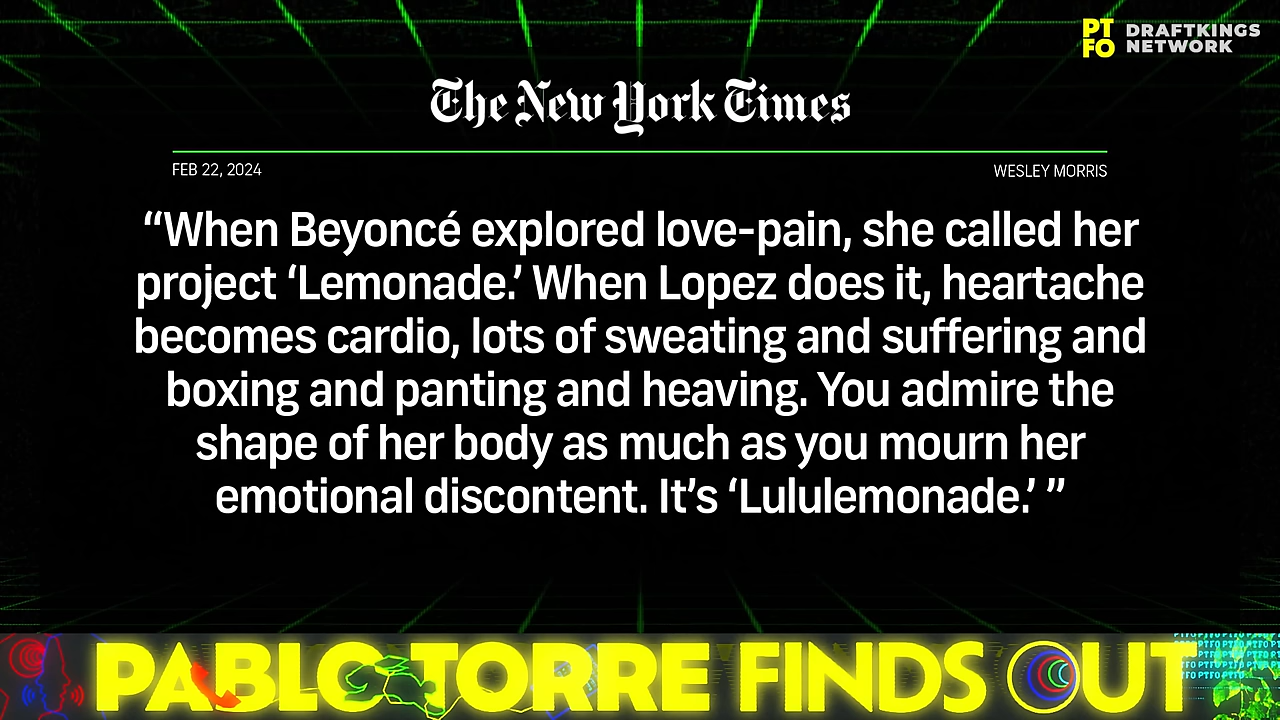 PT
FO
DRAFTKINGS
NETWORK
The New York Times
FEB 22, 2024
WESLEY MORRIS
“When Beyoncé explored love-pain, she called her
project ‘Lemonade.’ When Lopez does it, heartache
becomes cardio, lots of sweating and suffering and
boxing and panting and heaving. You admire the
shape of her body as much as you mourn her
emotional discontent. It’s ‘Lululemonade.’ ”
PABLO TORRE FINDS OUT